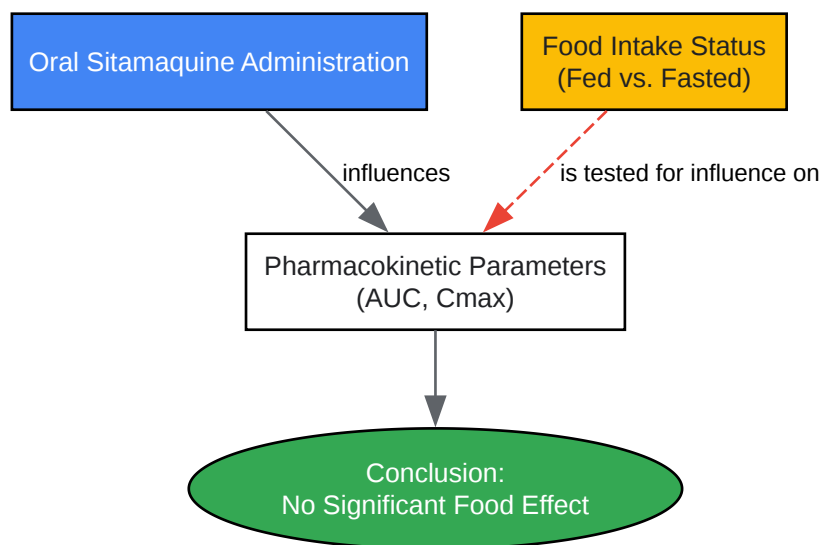 Oral Sitamaquine Administration
Food Intake Status
(Fed vs. Fasted)
influences
is tested for influence on
Pharmacokinetic Parameters
(AUC, Cmax)
Conclusion:
No Significant Food Effect